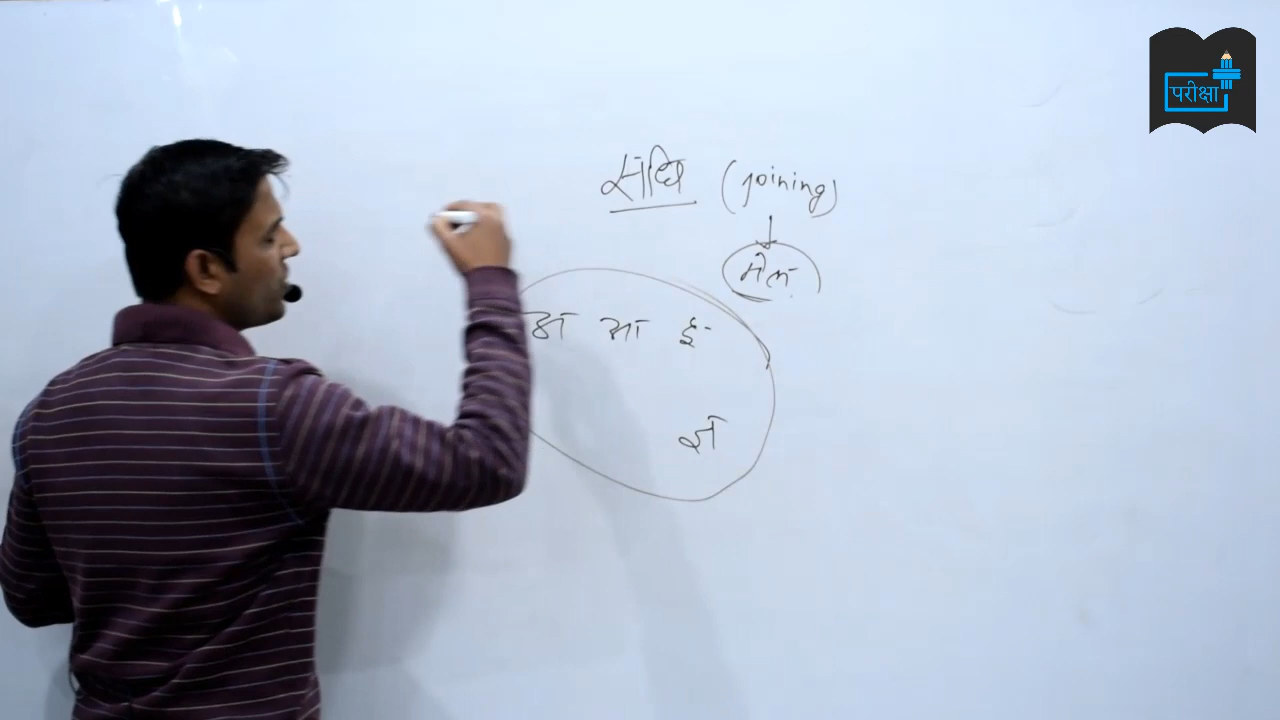 परीक्षा
संधि (joining)
↓
मेल
अ आ इ
ज्ञ